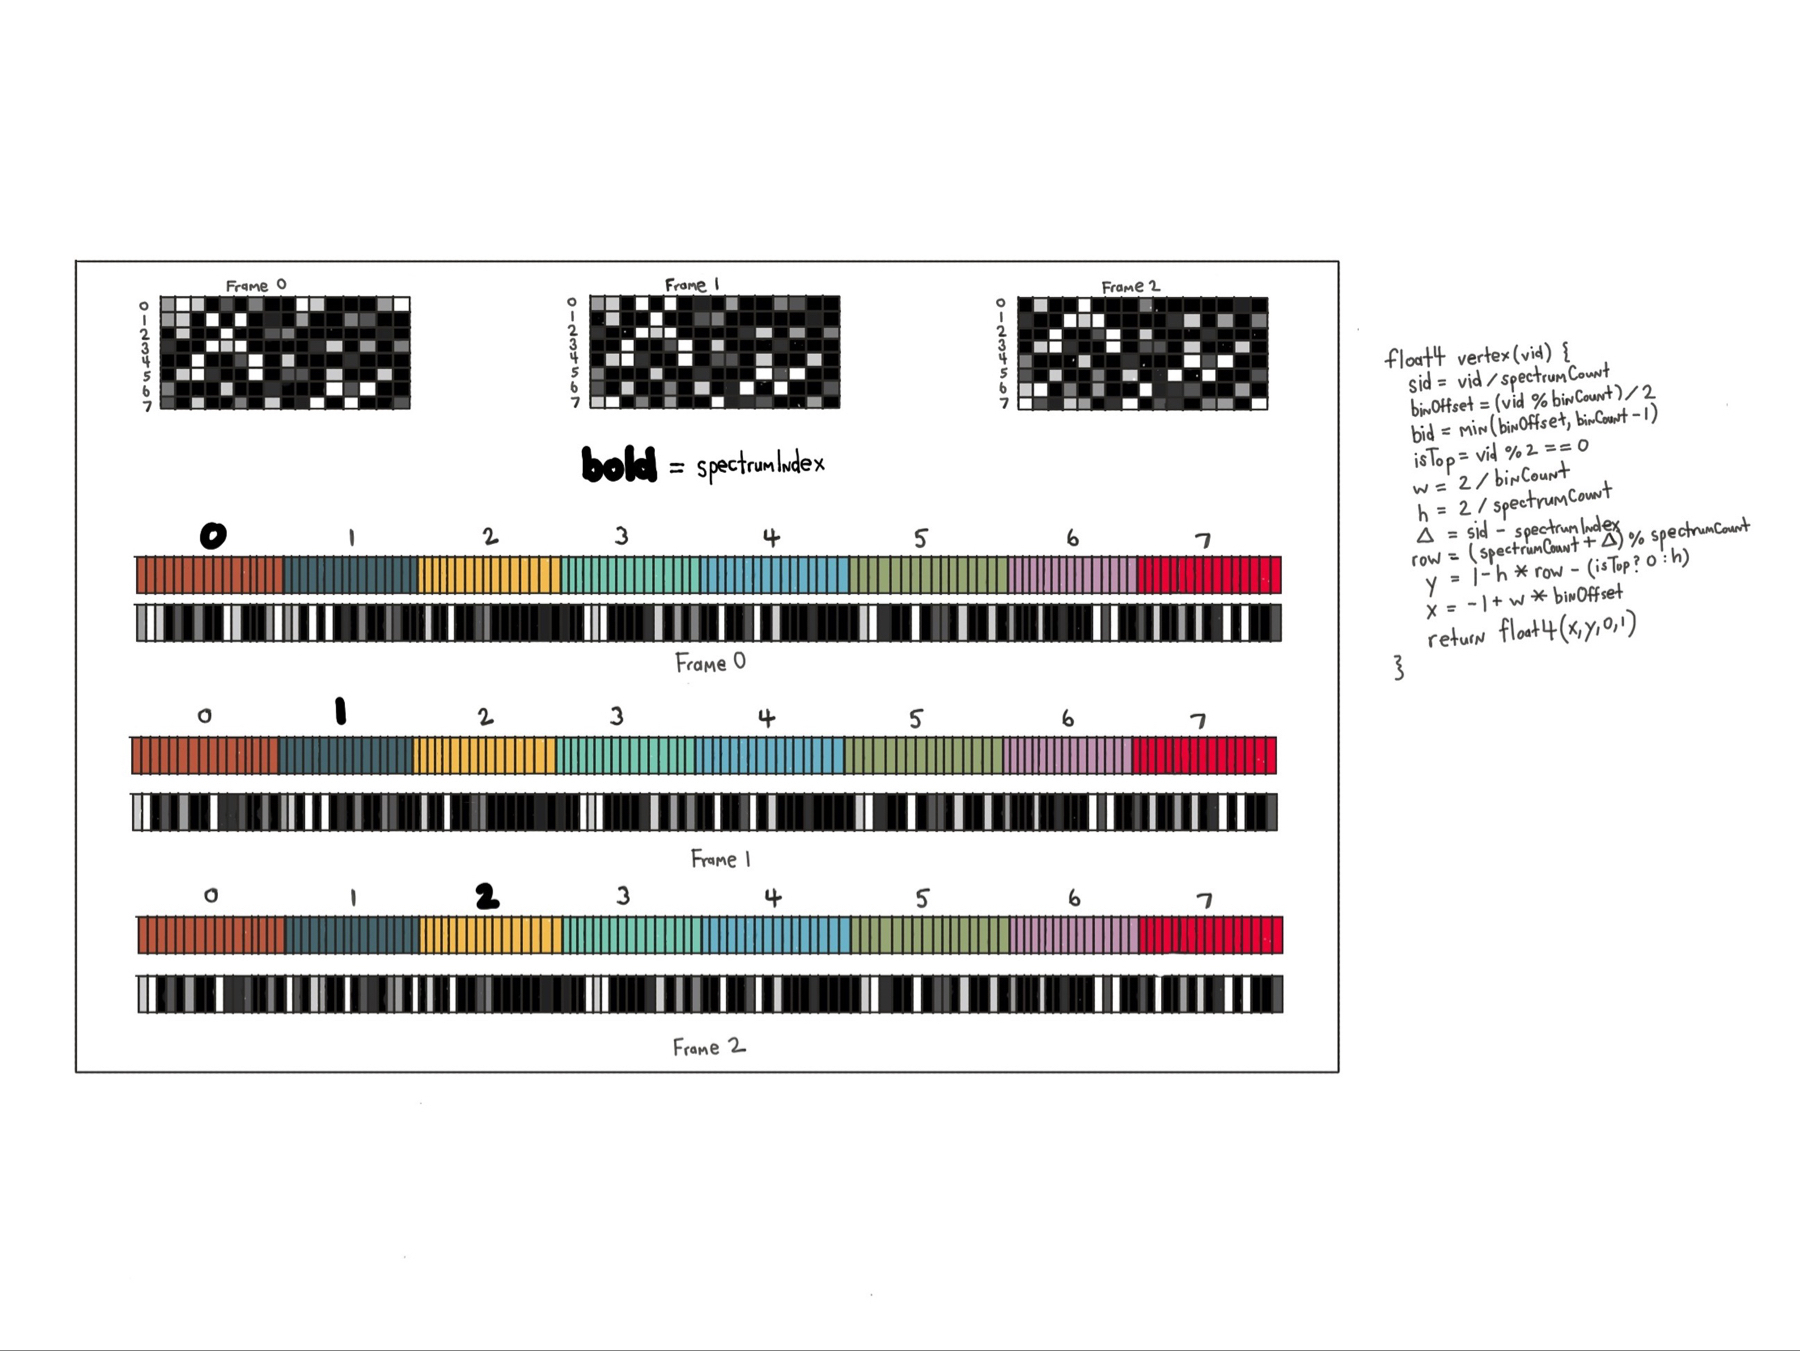 Frame 0
Frame 1
Frame 2
0
1
2
3
4
5
6
7
0
1
2
3
4
5
6
7
0
1
2
3
4
5
6
7
bold = spectrumIndex
0 1 2 3 4 5 6 7
Frame 0
0 1 2 3 4 5 6 7
Frame 1
0 1 2 3 4 5 6 7
Frame 2
float4 vertex(vid) {
sid = vid/spectrumCount
binOffset = (vid % binCount)/2
bid = min(binOffset, binCount-1)
isTop = vid %2 == 0
w = 2/binCount
h = 2/spectrumCount
Δ = sid - spectrumIndex
row = (spectrumCount + Δ) % spectrumCount
y = 1-h * row - (isTop? 0 : h)
x = -1 + w * binOffset
return float4(x,y,0,1)
}